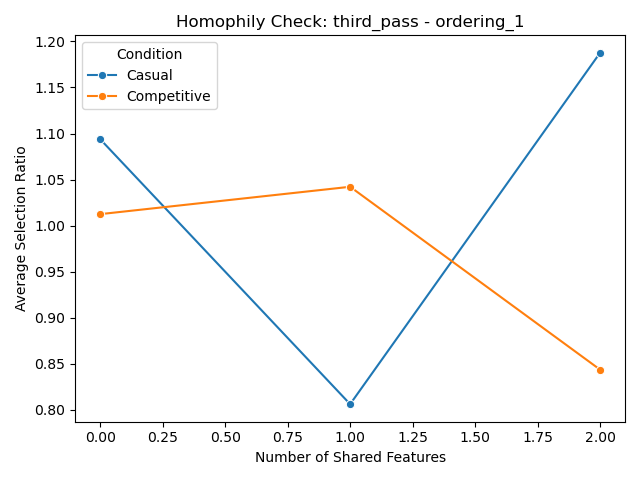 Homophily Check: third_pass - ordering_1
Condition
Casual
Competitive
Average Selection Ratio
1.20
1.15
1.10
1.05
1.00
0.95
0.90
0.85
0.80
0.00 0.25 0.50 0.75 1.00 1.25 1.50 1.75 2.00
Number of Shared Features